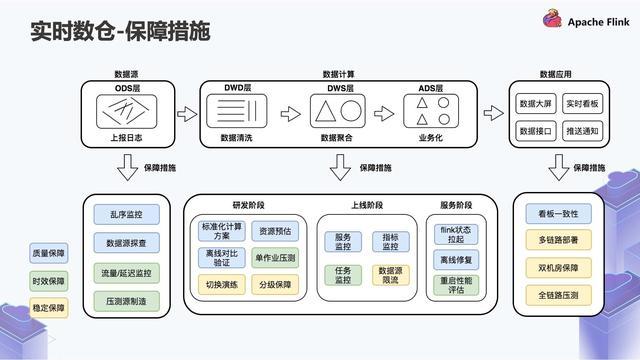 实时数仓-保障措施
Apache Flink
数据源
数据计算
数据应用
ODS层
上报日志
DWD层
数据清洗
DWS层
数据聚合
ADS层
业务化
数据大屏
实时看板
数据接口
推送通知
保障措施
保障措施
保障措施
质量保障
时效保障
稳定保障
乱序监控
数据源探查
流量/延迟监控
压测源制造
研发阶段
标准化计算
方案
资源预估
离线对比
验证
单作业压测
切换演练
分级保障
上线阶段
服务
监控
指标
监控
任务
监控
数据源
限流
服务阶段
flink状态
拉起
离线修复
重启性能
评估
看板一致性
多链路部署
双机房保障
全链路压测